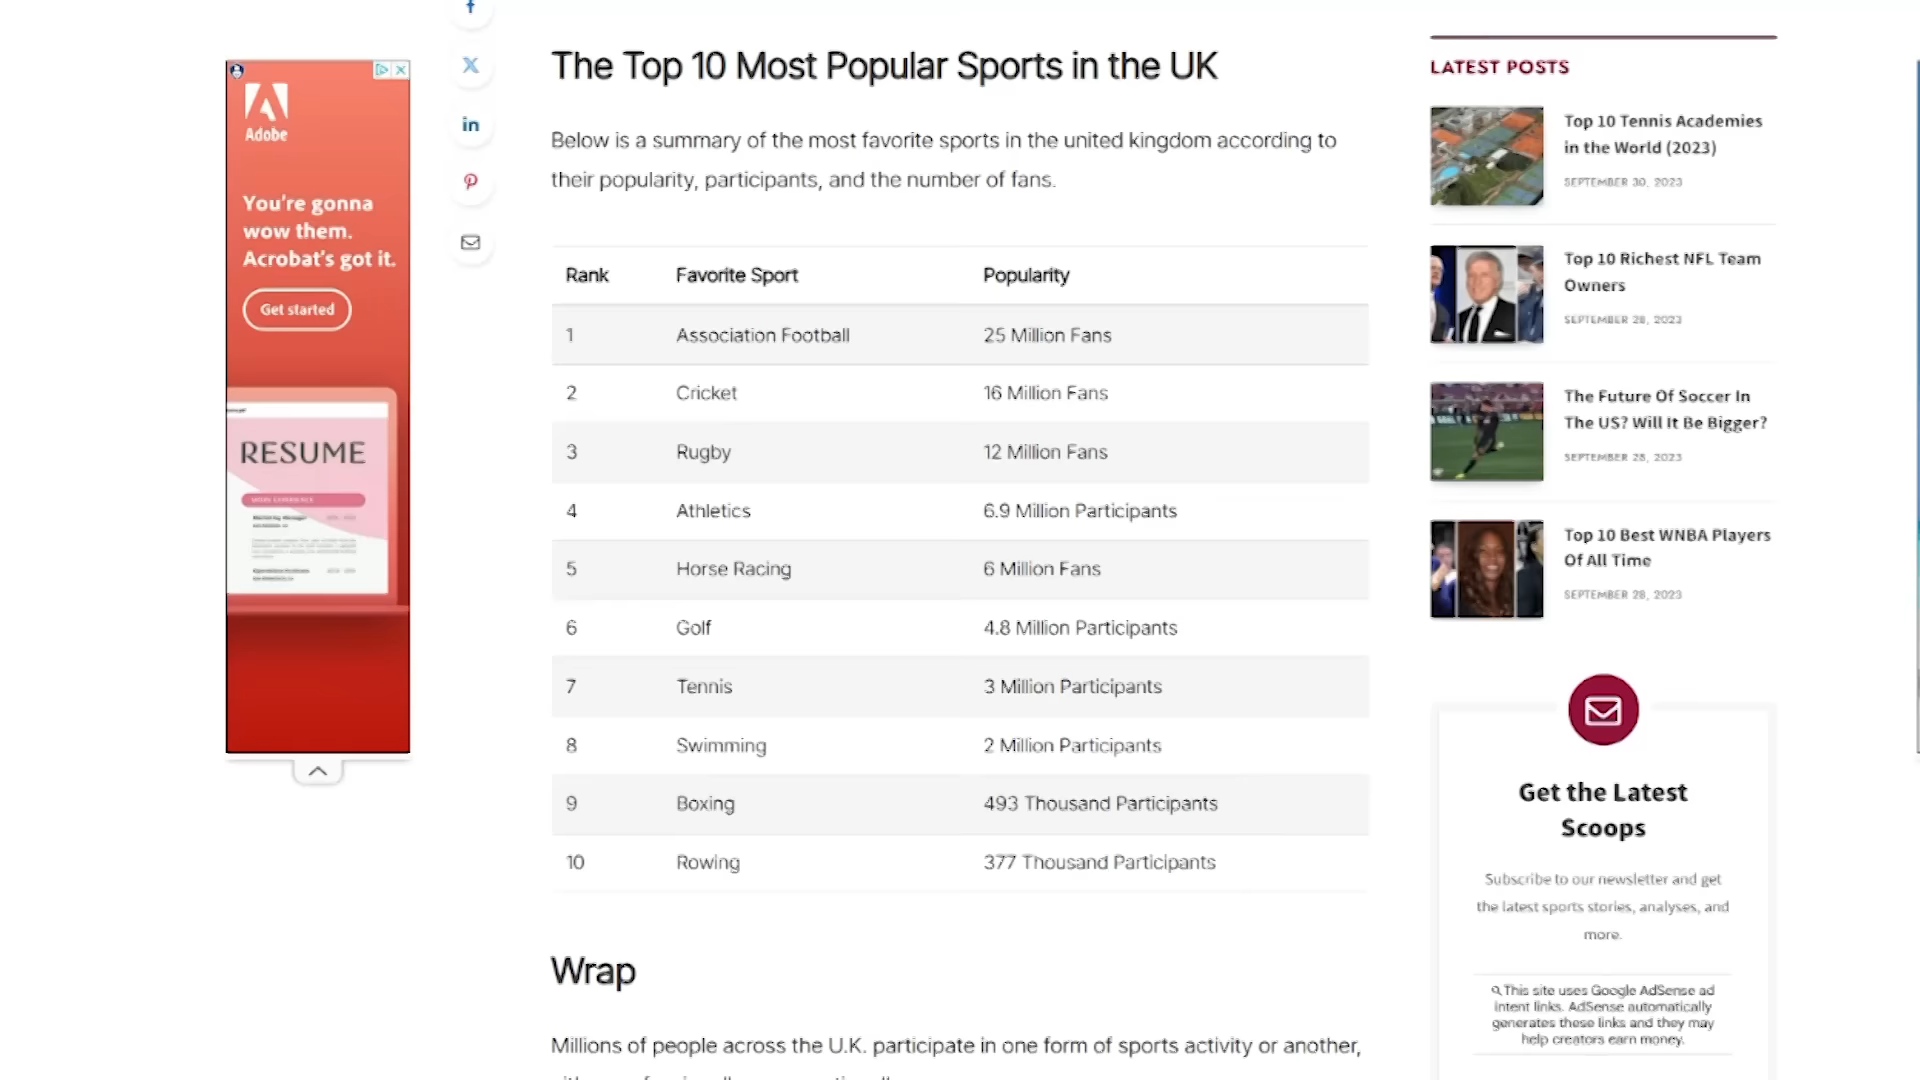 Adobe
You're gonna
wow them.
Acrobat's got it.
Get started
RESUME
The Top 10 Most Popular Sports in the UK
Below is a summary of the most favorite sports in the united kingdom according to
their popularity, participants, and the number of fans.
Rank Favorite Sport Popularity
1 Association Football 25 Million Fans
2 Cricket 16 Million Fans
3 Rugby 12 Million Fans
4 Athletics 6.9 Million Participants
5 Horse Racing 6 Million Fans
6 Golf 4.8 Million Participants
7 Tennis 3 Million Participants
8 Swimming 2 Million Participants
9 Boxing 493 Thousand Participants
10 Rowing 377 Thousand Participants
Wrap
Millions of people across the U.K. participate in one form of sports activity or another,
LATEST POSTS
Top 10 Tennis Academies
in the World (2023)
SEPTEMBER 30, 2023
Top 10 Richest NFL Team
Owners
SEPTEMBER 28, 2023
The Future Of Soccer In
The US? Will It Be Bigger?
SEPTEMBER 28, 2023
Top 10 Best WNBA Players
Of All Time
SEPTEMBER 28, 2023
Get the Latest
Scoops
Subscribe to our newsletter and get
the latest sports stories, analyses, and
more.
This site uses Google AdSense ad
intent links. AdSense automatically
generates these links and they may
help creators earn money.